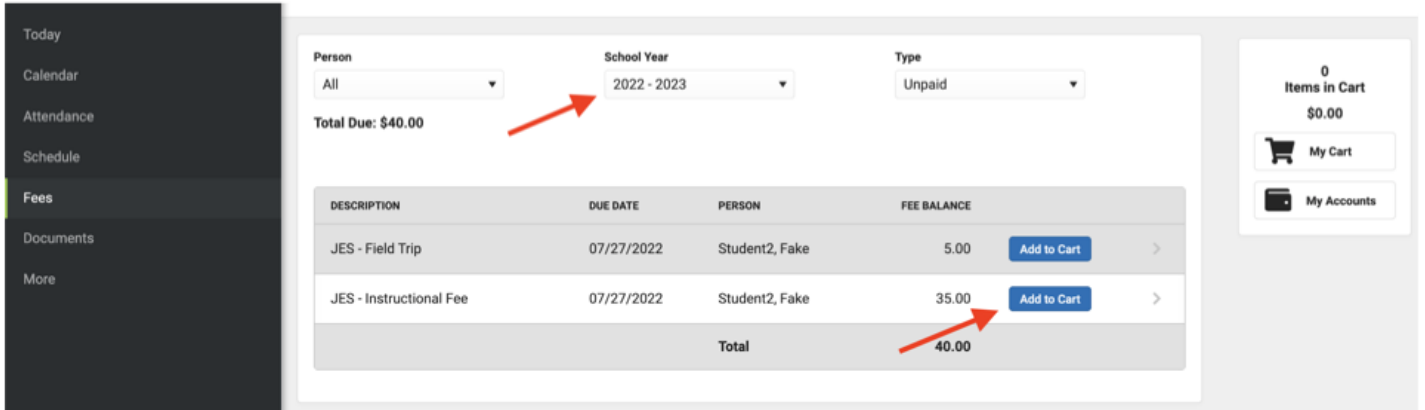 Today
Calendar
Attendance
Schedule
Fees
Documents
More
Person School Year Type
All 2022 - 2023 Unpaid
Total Due: $40.00
DESCRIPTION DUE DATE PERSON FEE BALANCE
JES - Field Trip 07/27/2022 Student2, Fake 5.00 Add to Cart
JES - Instructional Fee 07/27/2022 Student2, Fake 35.00 Add to Cart
Total 40.00
0
Items in Cart
$0.00
My Cart
My Accounts